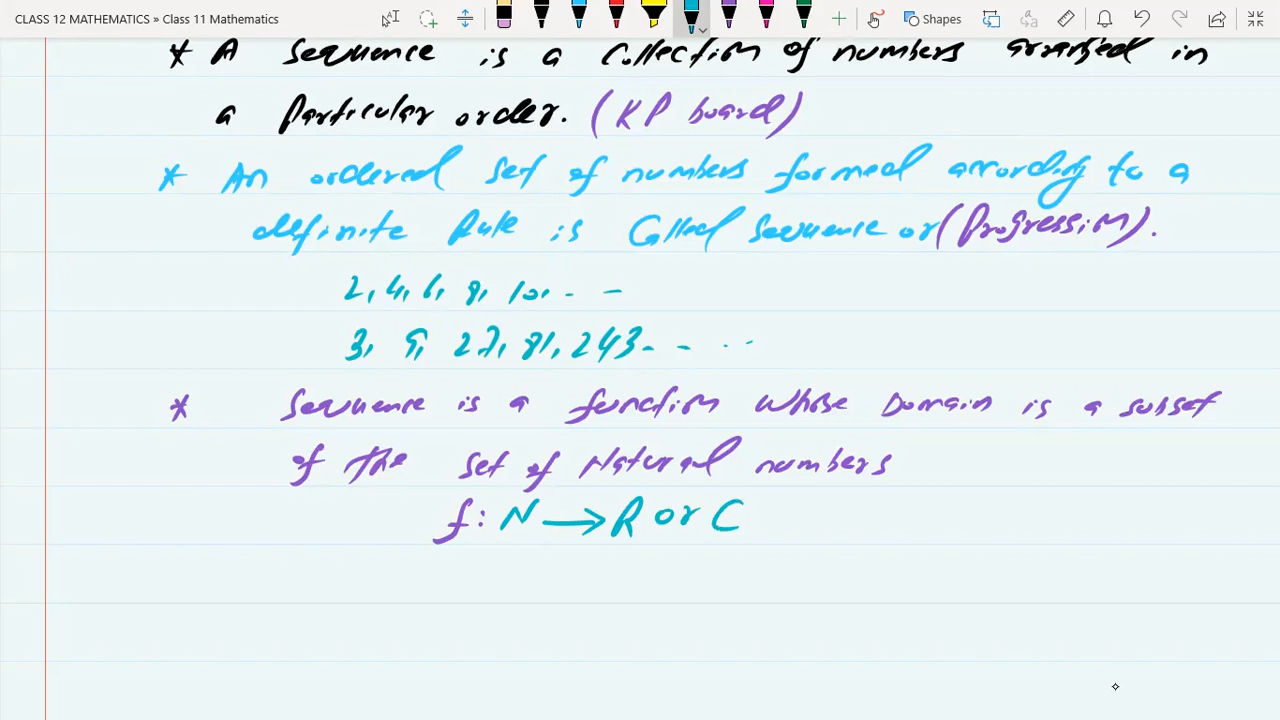 CLASS 12 MATHEMATICS » Class 11 Mathematics
Shapes
* A Sequence is a Collection of numbers arranged in
a Particular order. (KP board)
* An ordered set of numbers formed according to a
definite Rule is Called Sequence or (Progression).
2, 4, 6, 8, 10, - -
3, 9, 27, 81, 243 - - ...
* Sequence is a function whose Domain is a subset
of the set of Natural numbers
f: N → R or C